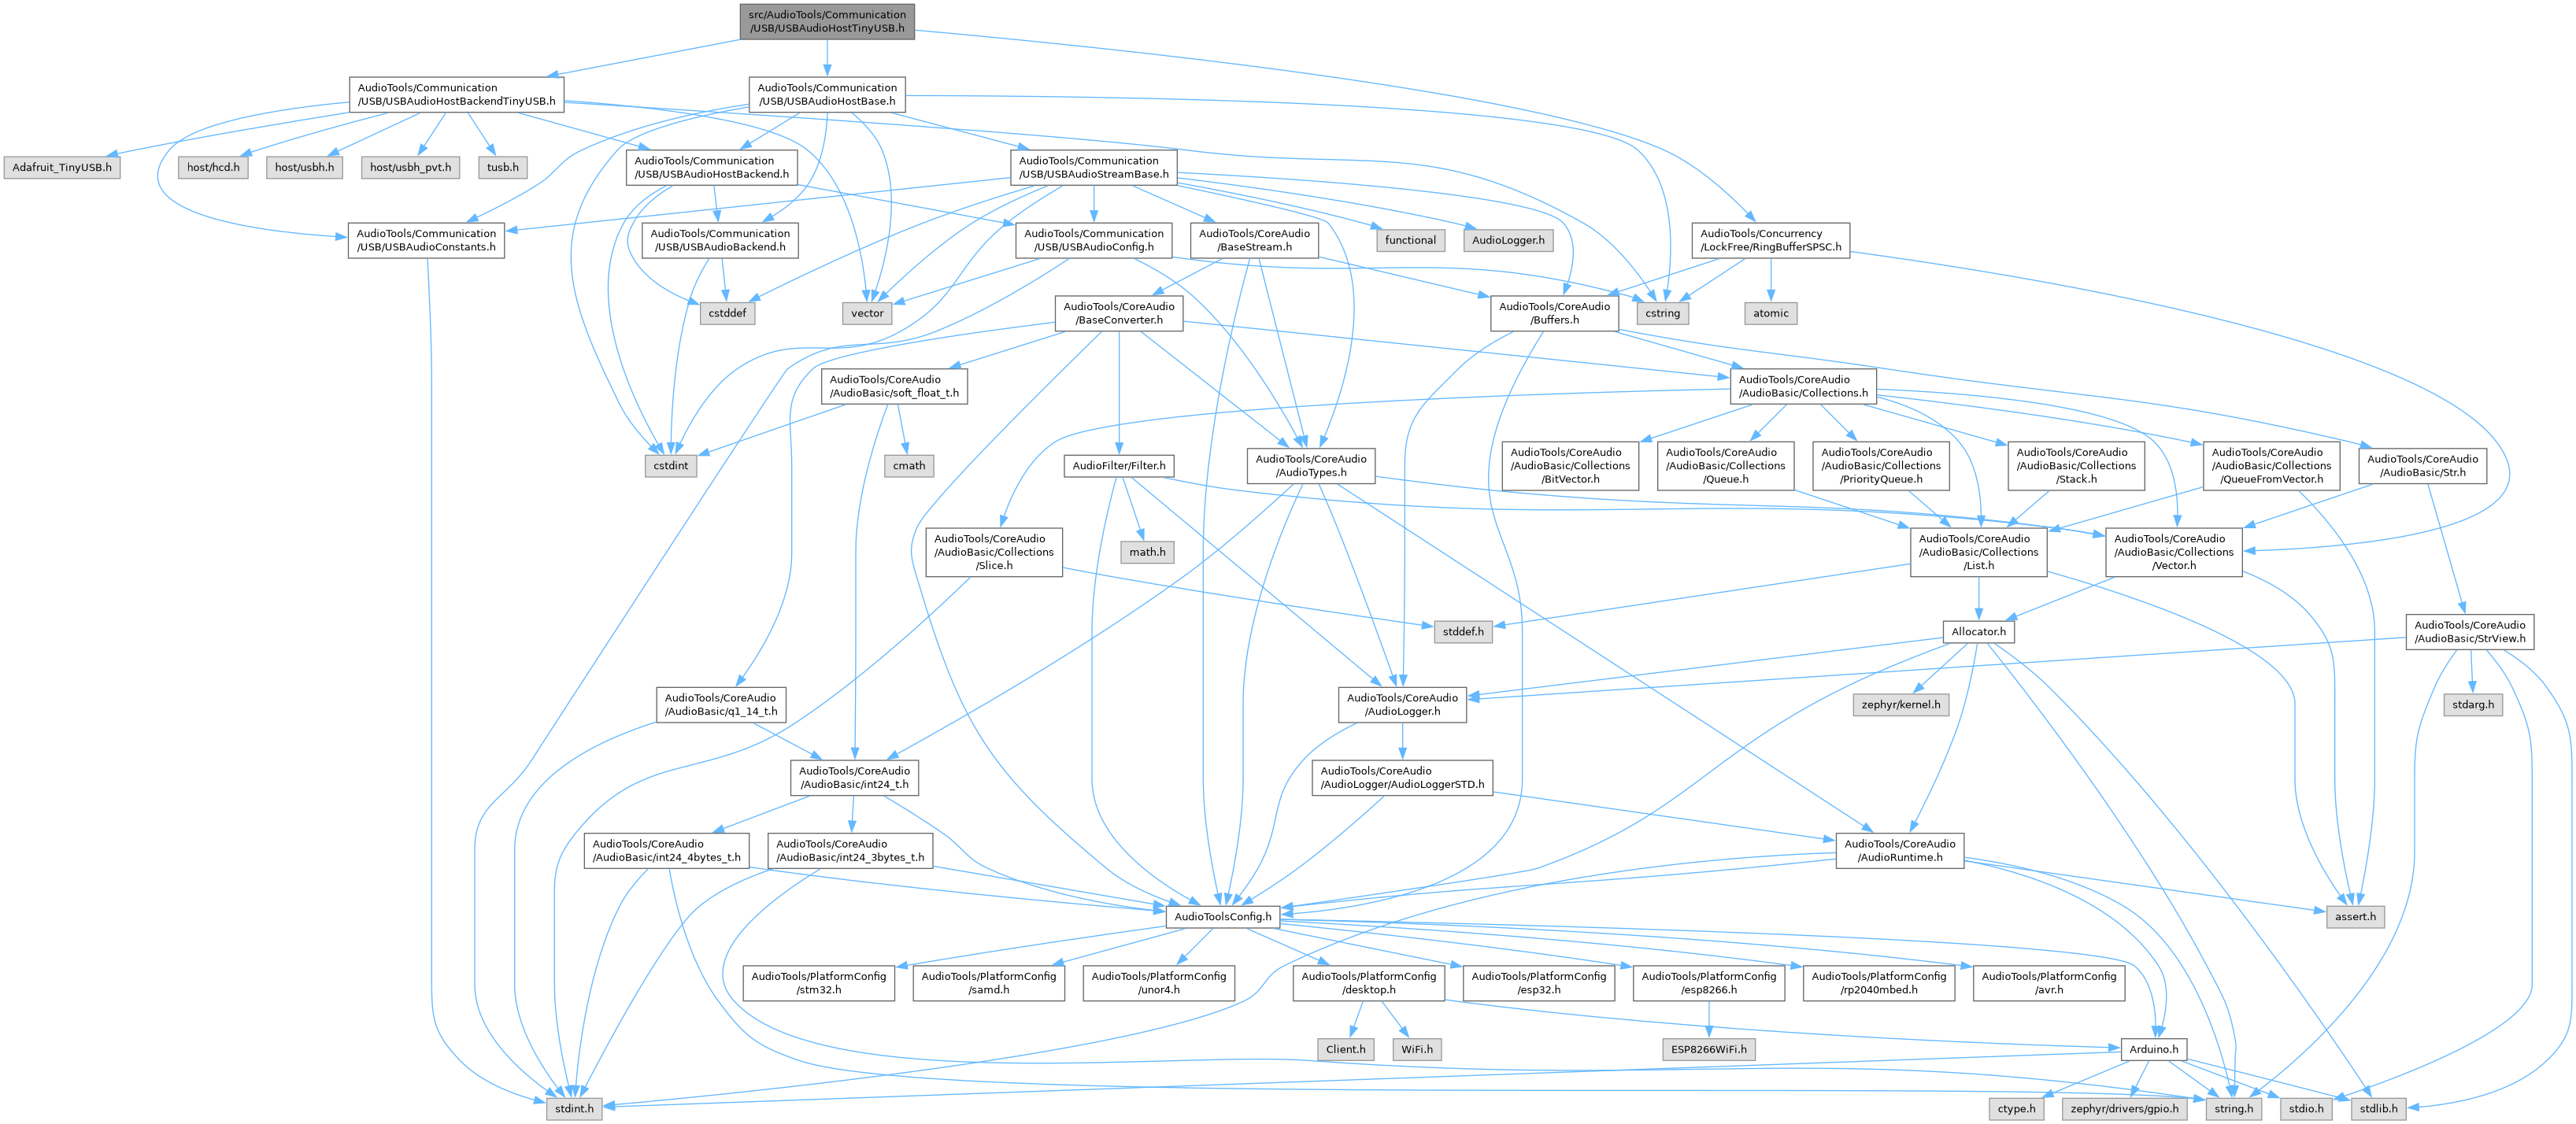 src/AudioTools/Communication
/USB/USBAudioHostTinyUSB.h
AudioTools/Communication
/USB/USBAudioHostBackendTinyUSB.h
AudioTools/Communication
/USB/USBAudioHostBase.h
Adafruit_TinyUSB.h
host/hcd.h
host/usbh.h
host/usbh_pvt.h
tusb.h
AudioTools/Communication
/USB/USBAudioHostBackend.h
AudioTools/Communication
/USB/USBAudioStreamBase.h
AudioTools/Communication
/USB/USBAudioConstants.h
AudioTools/Communication
/USB/USBAudioBackend.h
AudioTools/Communication
/USB/USBAudioConfig.h
AudioTools/CoreAudio
/BaseStream.h
functional
AudioLogger.h
AudioTools/Concurrency
/LockFree/RingBufferSPSC.h
cstddef
vector
AudioTools/CoreAudio
/BaseConverter.h
AudioTools/CoreAudio
/Buffers.h
cstring
atomic
AudioTools/CoreAudio
/AudioBasic/soft_float_t.h
AudioTools/CoreAudio
/AudioBasic/Collections.h
cstdint
cmath
AudioFilter/Filter.h
AudioTools/CoreAudio
/AudioTypes.h
AudioTools/CoreAudio
/AudioBasic/Collections
/BitVector.h
AudioTools/CoreAudio
/AudioBasic/Collections
/Queue.h
AudioTools/CoreAudio
/AudioBasic/Collections
/PriorityQueue.h
AudioTools/CoreAudio
/AudioBasic/Collections
/Stack.h
AudioTools/CoreAudio
/AudioBasic/Collections
/QueueFromVector.h
AudioTools/CoreAudio
/AudioBasic/Str.h
AudioTools/CoreAudio
/AudioBasic/Collections
/Slice.h
math.h
AudioTools/CoreAudio
/AudioBasic/Collections
/List.h
AudioTools/CoreAudio
/AudioBasic/Collections
/Vector.h
stddef.h
Allocator.h
AudioTools/CoreAudio
/AudioBasic/StrView.h
AudioTools/CoreAudio
/AudioBasic/q1_14_t.h
AudioTools/CoreAudio
/AudioLogger.h
zephyr/kernel.h
stdarg.h
AudioTools/CoreAudio
/AudioBasic/int24_t.h
AudioTools/CoreAudio
/AudioLogger/AudioLoggerSTD.h
AudioTools/CoreAudio
/AudioBasic/int24_4bytes_t.h
AudioTools/CoreAudio
/AudioBasic/int24_3bytes_t.h
AudioTools/CoreAudio
/AudioRuntime.h
AudioToolsConfig.h
assert.h
AudioTools/PlatformConfig
/stm32.h
AudioTools/PlatformConfig
/samd.h
AudioTools/PlatformConfig
/unor4.h
AudioTools/PlatformConfig
/desktop.h
AudioTools/PlatformConfig
/esp32.h
AudioTools/PlatformConfig
/esp8266.h
AudioTools/PlatformConfig
/rp2040mbed.h
AudioTools/PlatformConfig
/avr.h
Client.h
WiFi.h
ESP8266WiFi.h
Arduino.h
stdint.h
ctype.h
zephyr/drivers/gpio.h
string.h
stdio.h
stdlib.h